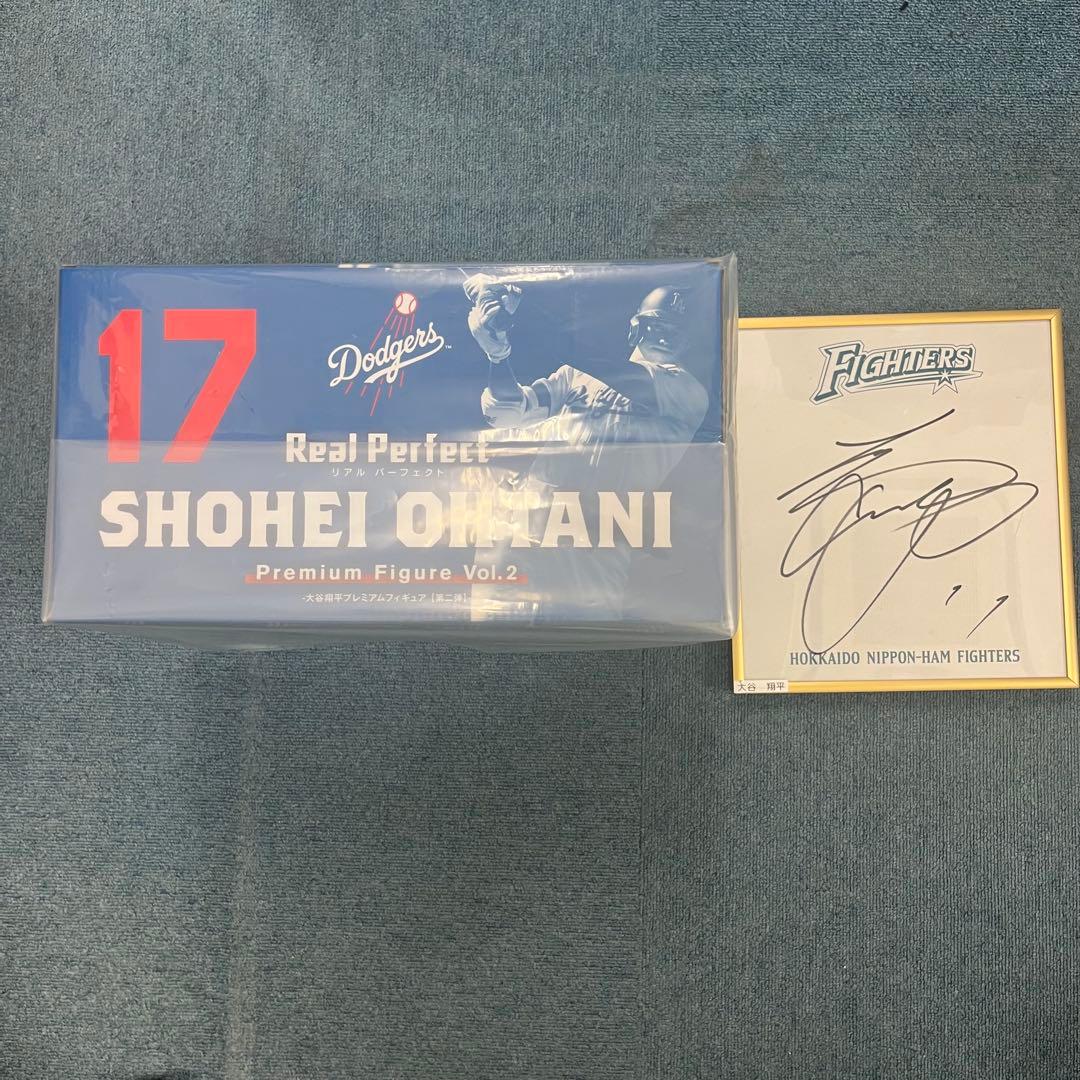 17
Dodgers
Real Perfect
リアル パーフェクト
SHOHEI OHTANI
Premium Figure Vol.2
-大谷翔平プレミアムフィギュア【第二弾】-
FIGHTERS
HOKKAIDO NIPPON-HAM FIGHTERS
大谷 翔平